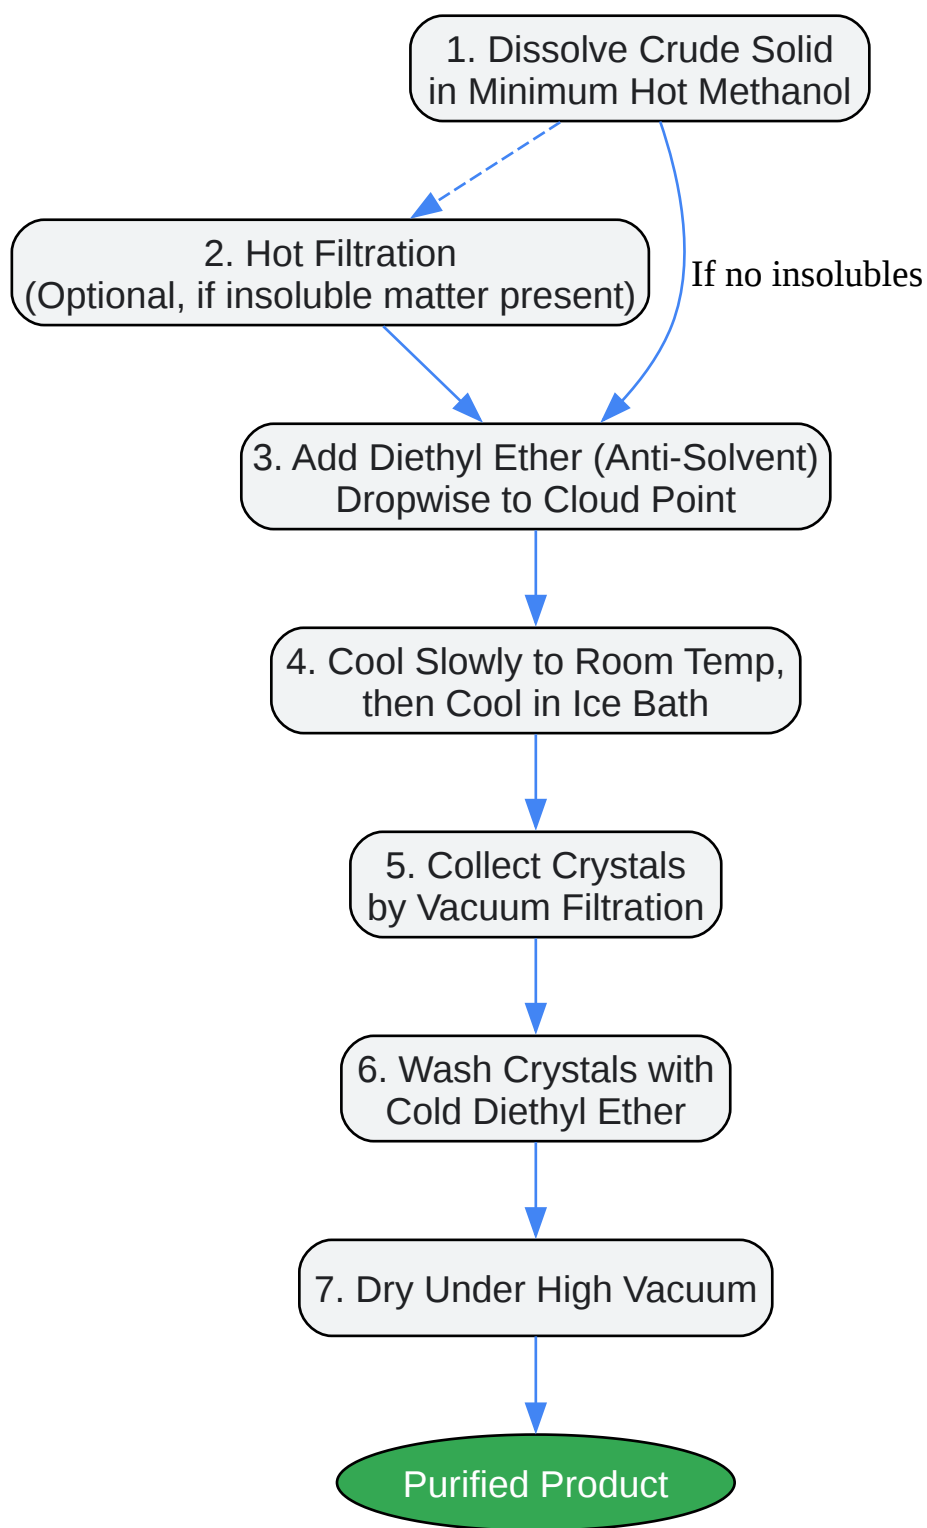 1. Dissolve Crude Solid
in Minimum Hot Methanol
2. Hot Filtration
(Optional, if insoluble matter present)
If no insolubles
3. Add Diethyl Ether (Anti-Solvent)
Dropwise to Cloud Point
4. Cool Slowly to Room Temp,
then Cool in Ice Bath
5. Collect Crystals
by Vacuum Filtration
6. Wash Crystals with
Cold Diethyl Ether
7. Dry Under High Vacuum
Purified Product